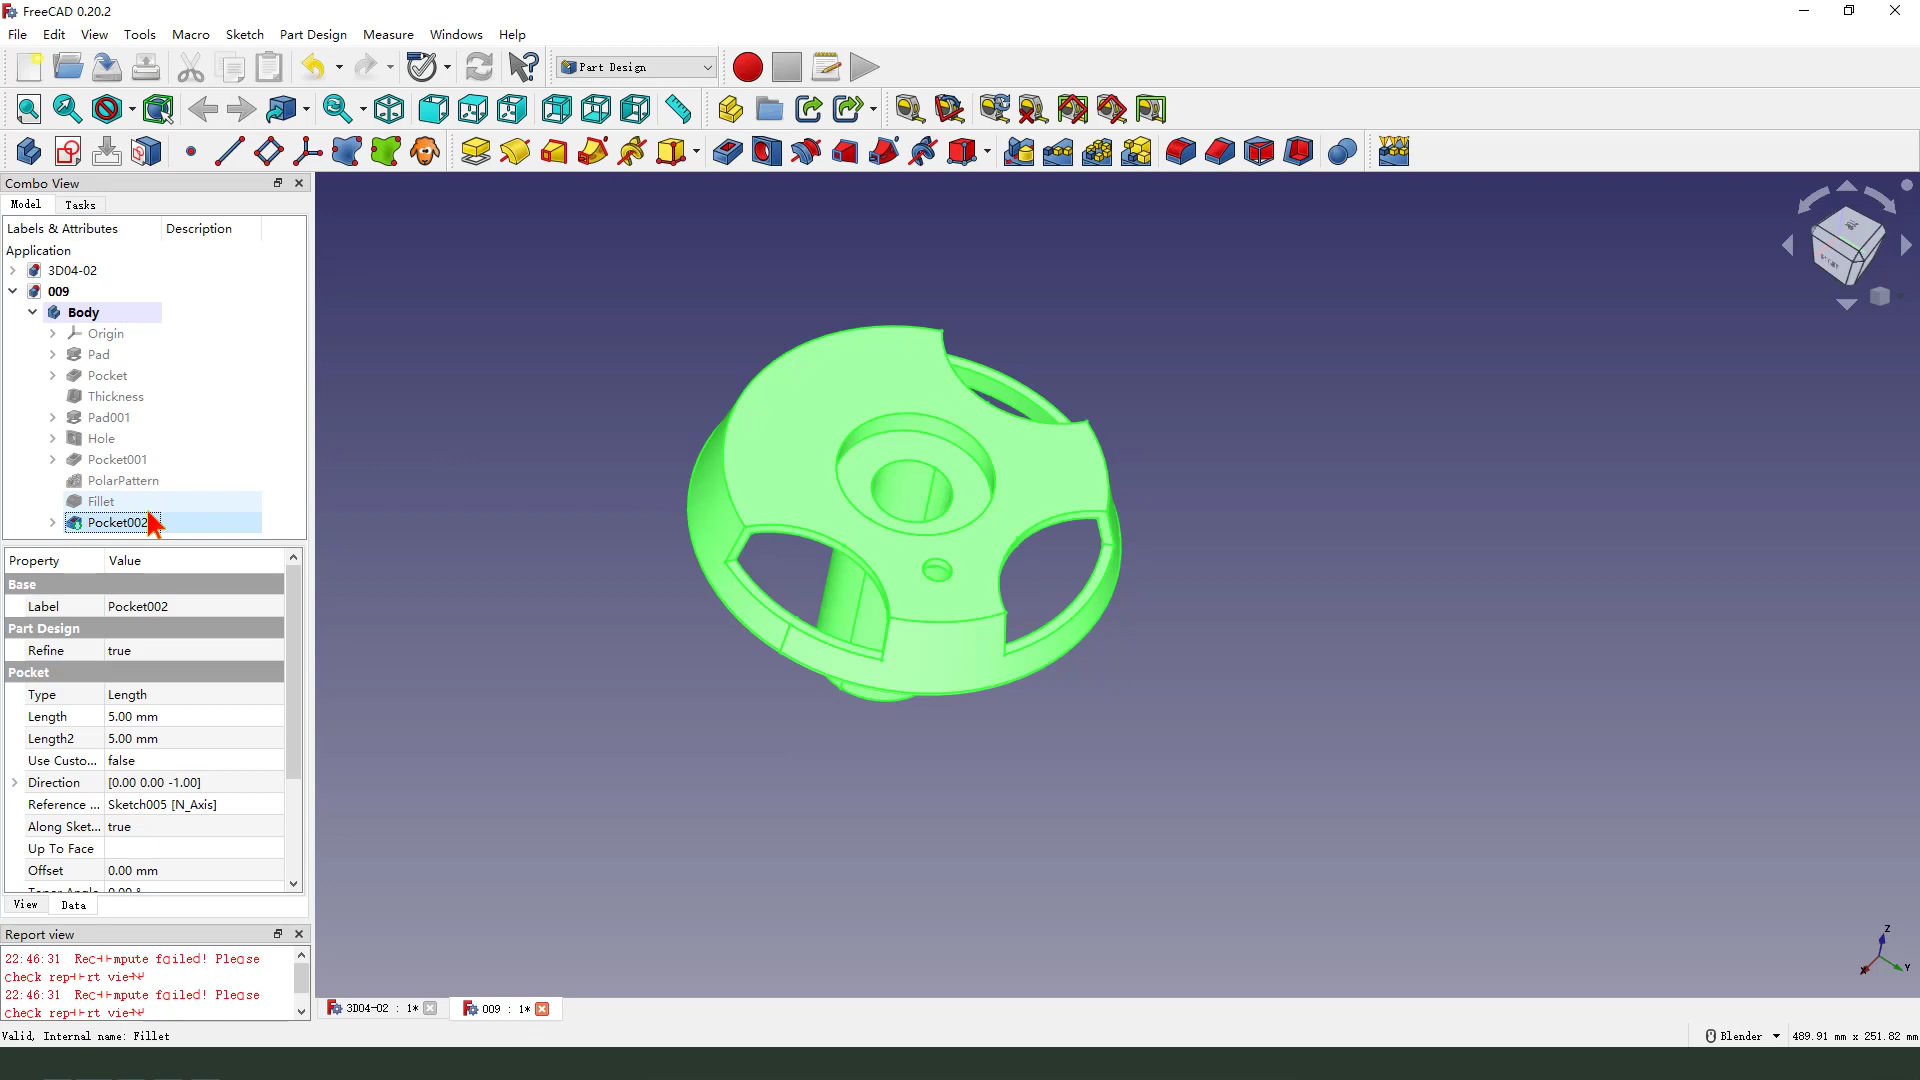 FreeCAD 0.20.2
File Edit View Tools Macro Sketch Part Design Measure Windows Help
Part Design
Combo View
Model Tasks
Labels & Attributes Description
Application
3D04-02
009
Body
Origin
Pad
Pocket
Thickness
Pad001
Hole
Pocket001
PolarPattern
Fillet
Pocket002
Property Value
Base
Label Pocket002
Part Design
Refine true
Pocket
Type Length
Length 5.00 mm
Length2 5.00 mm
Use Custo... false
Direction [0.00 0.00 -1.00]
Reference ... Sketch005 [N_Axis]
Along Sket... true
Up To Face
Offset 0.00 mm
View Data
Report view
22:46:31
failed! Please
22:46:31
failed! Please
3D04-02 : 1*
009 : 1*
Z
Y
X
Valid, Internal name: Fillet
Blender
489.91 mm x 251.82 mm